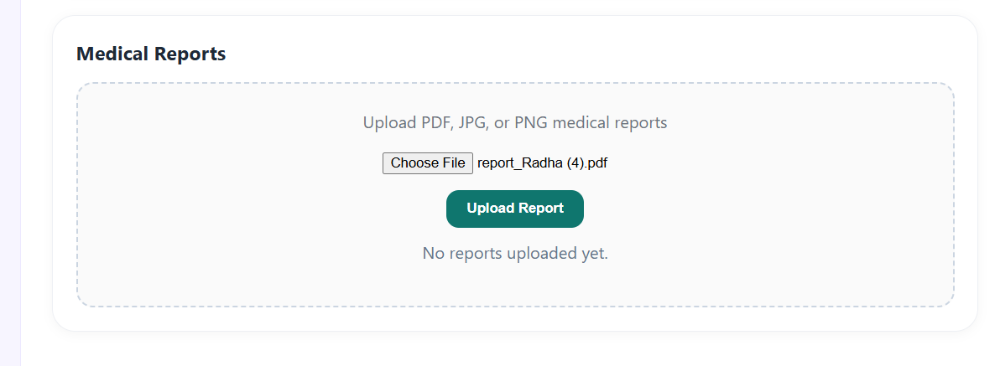 Medical Reports
Upload PDF, JPG, or PNG medical reports
Choose File report_Radha (4).pdf
Upload Report
No reports uploaded yet.